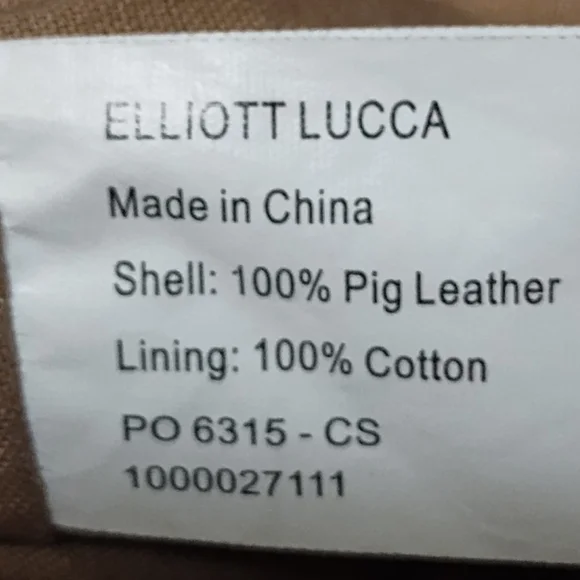 ELLIOTT LUCCA
Made in China
Shell: 100% Pig Leather
Lining: 100% Cotton
PO 6315 - CS
1000027111